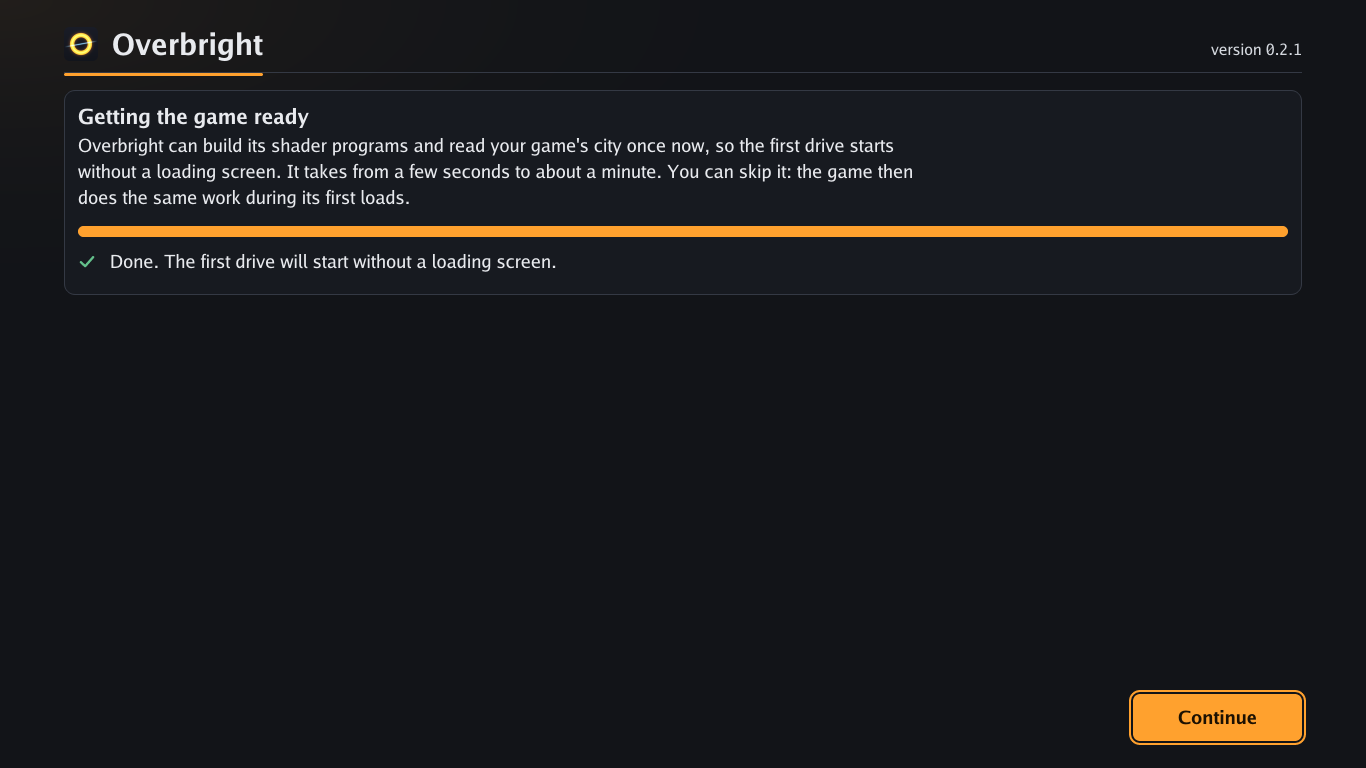 Overbright
version 0.2.1
Getting the game ready
Overbright can build its shader programs and read your game's city once now, so the first drive starts
without a loading screen. It takes from a few seconds to about a minute. You can skip it: the game then
does the same work during its first loads.
Done. The first drive will start without a loading screen.
Continue